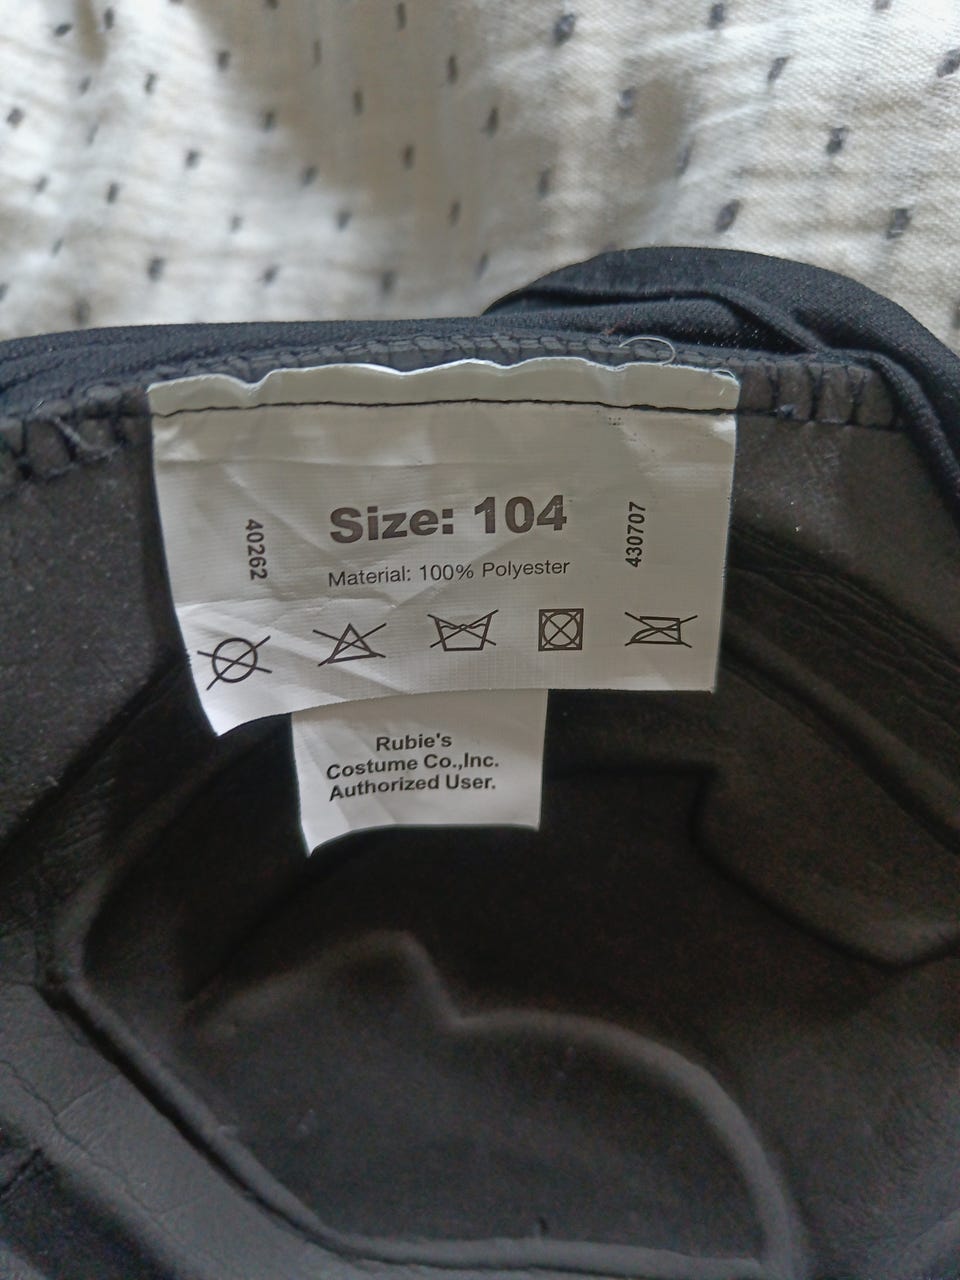 Size: 104
40262
430707
Material: 100% Polyester
Rubie's
Costume Co.,Inc.
Authorized User.